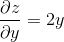 ∂z/∂y = 2y